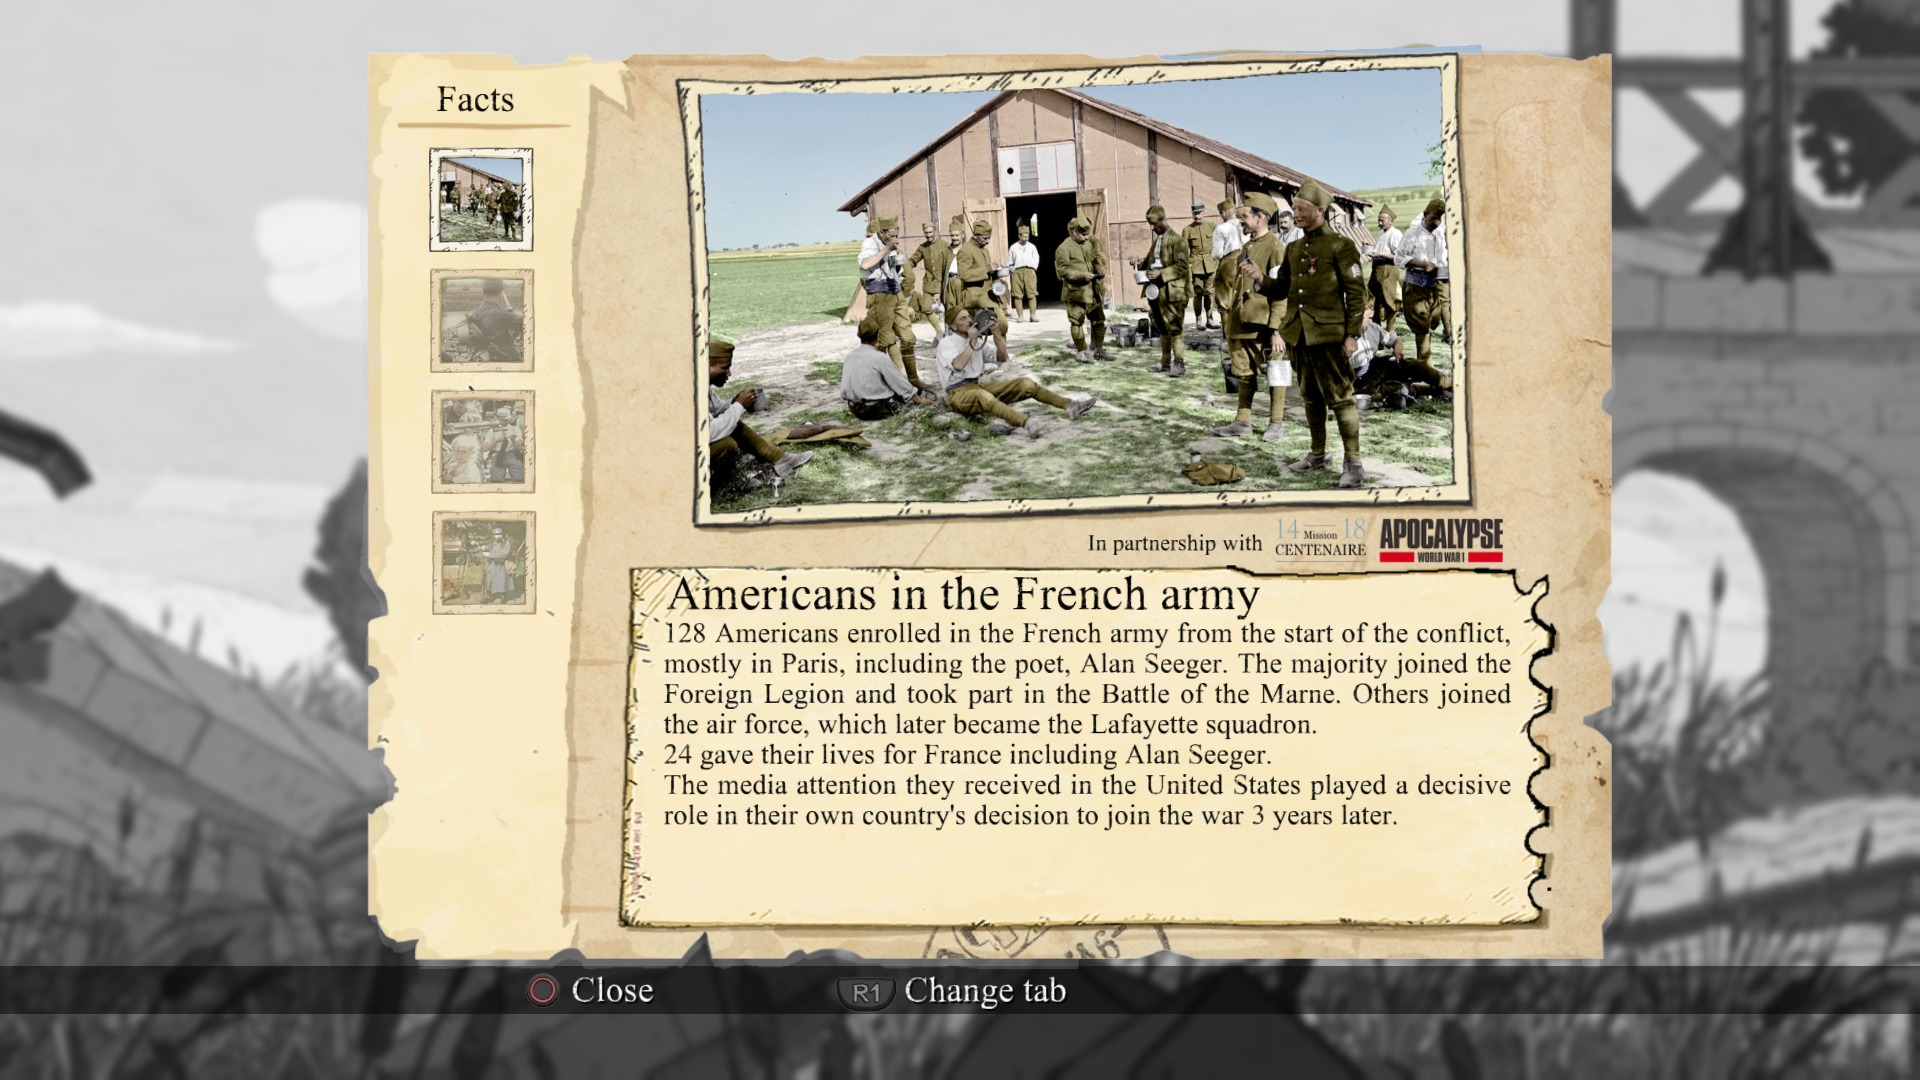 Facts
In partnership with
14 Mission 18
CENTENAIRE
APOCALYPSE
WORLD WAR I
Americans in the French army
128 Americans enrolled in the French army from the start of the conflict,
mostly in Paris, including the poet, Alan Seeger. The majority joined the
Foreign Legion and took part in the Battle of the Marne. Others joined
the air force, which later became the Lafayette squadron.
24 gave their lives for France including Alan Seeger.
The media attention they received in the United States played a decisive
role in their own country's decision to join the war 3 years later.
Close
R1 Change tab